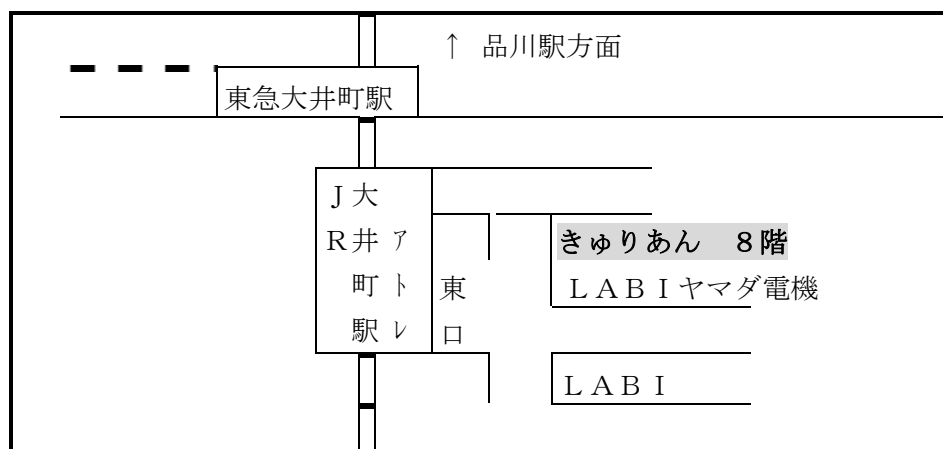 ↑ 品川駅方面
東急大井町駅
ＪＲ大井町駅
アトレ
東口
きゅりあん　８階
ＬＡＢＩヤマダ電機
ＬＡＢＩ